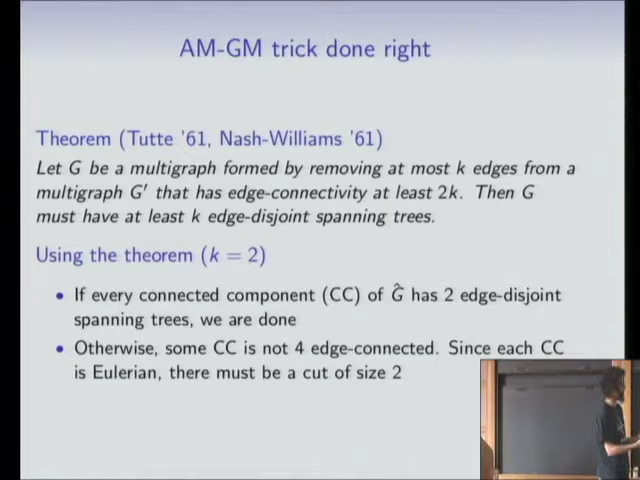 AM-GM trick done right
Theorem (Tutte '61, Nash-Williams '61)
Let G be a multigraph formed by removing at most k edges from a
multigraph G′ that has edge-connectivity at least 2k. Then G
must have at least k edge-disjoint spanning trees.
Using the theorem (k = 2)
• If every connected component (CC) of Ĝ has 2 edge-disjoint
spanning trees, we are done
• Otherwise, some CC is not 4 edge-connected. Since each CC
is Eulerian, there must be a cut of size 2